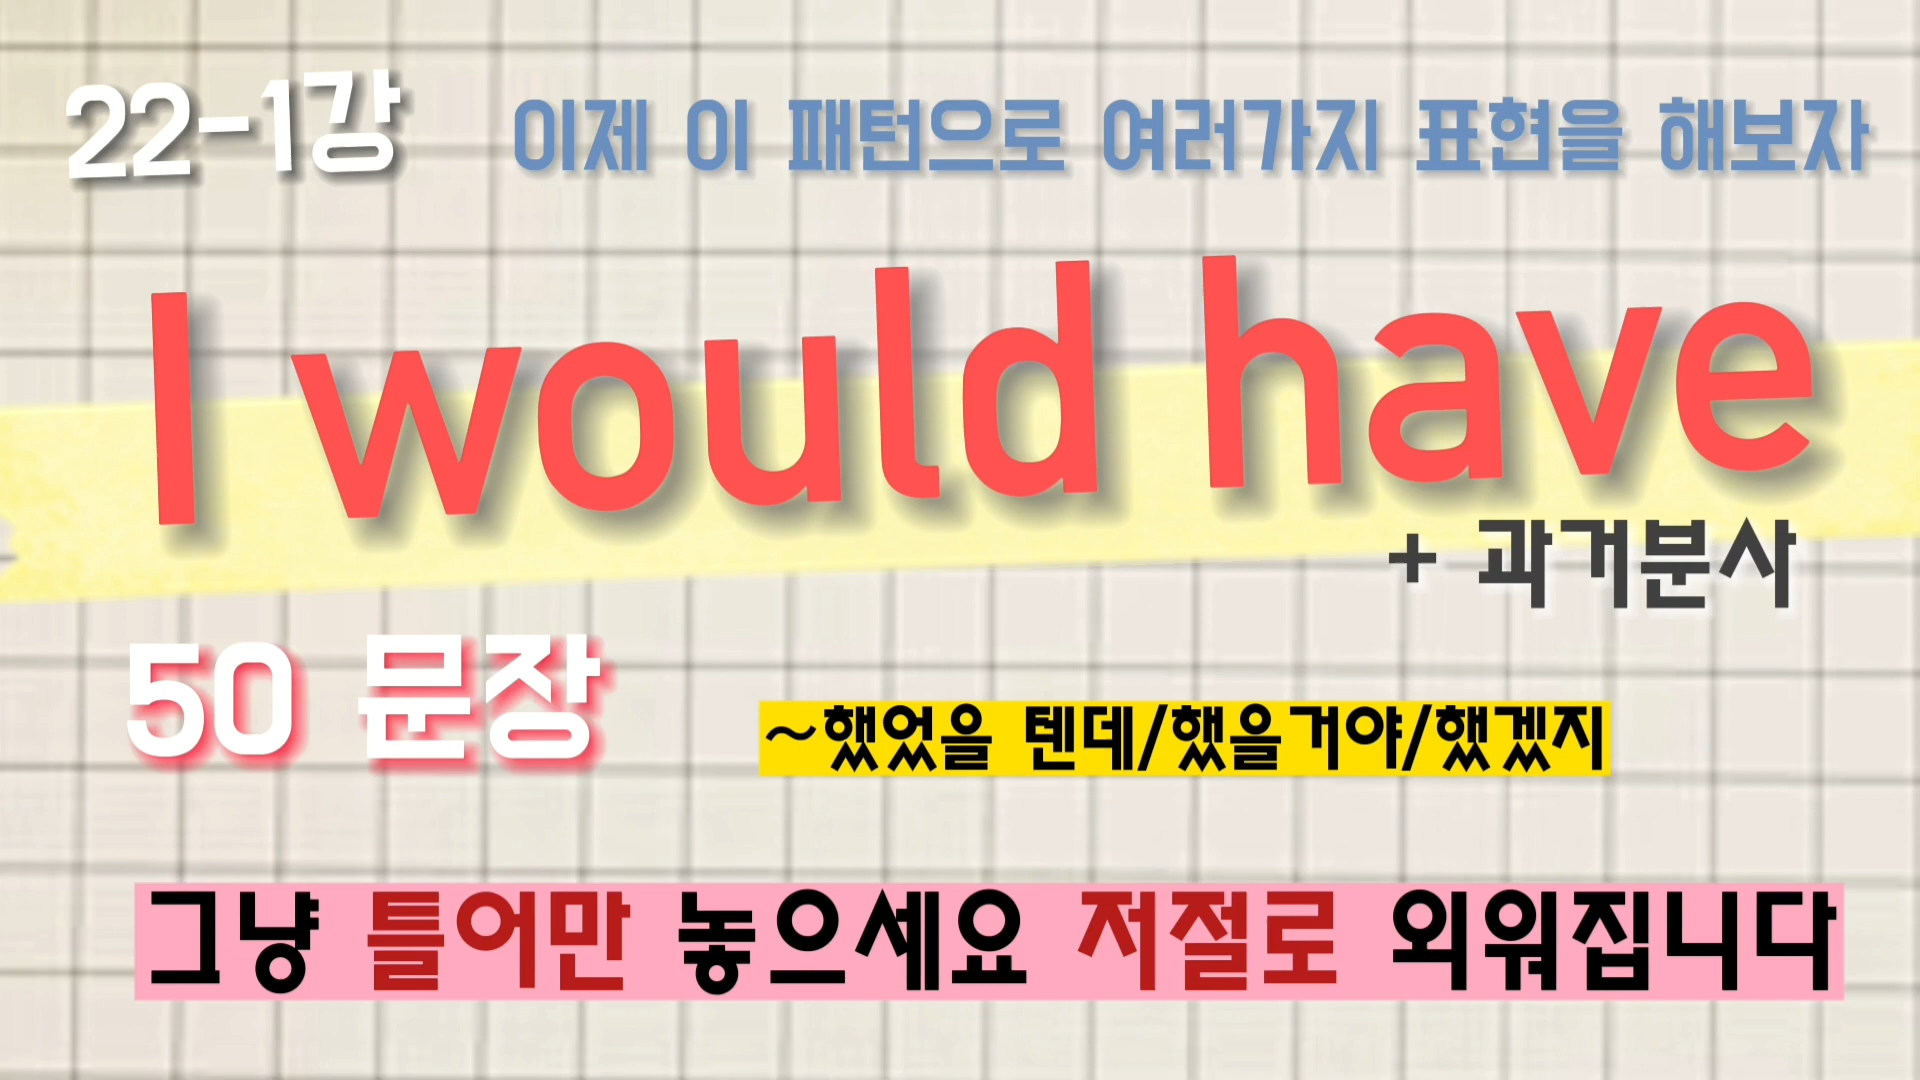 22-1강
이제 이 패턴으로 여러가지 표현을 해보자
I would have
+ 과거분사
50 문장
~했었을 텐데/했을거야/했겠지
그냥 틀어만 놓으세요 저절로 외워집니다